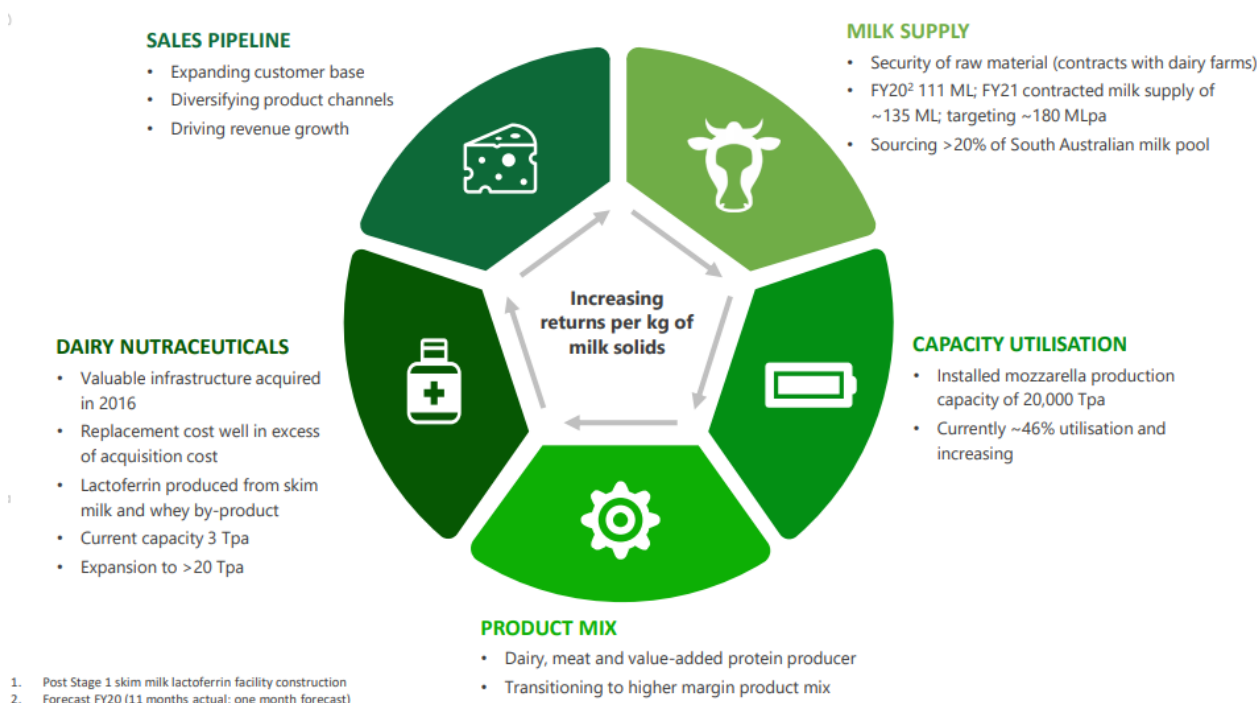 SALES PIPELINE
• Expanding customer base
• Diversifying product channels
• Driving revenue growth
MILK SUPPLY
• Security of raw material (contracts with dairy farms)
• FY20² 111 ML; FY21 contracted milk supply of
~135 ML; targeting ~180 MLpa
• Sourcing >20% of South Australian milk pool
Increasing
returns per kg of
milk solids
DAIRY NUTRACEUTICALS
• Valuable infrastructure acquired
in 2016
• Replacement cost well in excess
of acquisition cost
• Lactoferrin produced from skim
milk and whey by-product
• Current capacity 3 Tpa
• Expansion to >20 Tpa
CAPACITY UTILISATION
• Installed mozzarella production
capacity of 20,000 Tpa
• Currently ~46% utilisation and
increasing
PRODUCT MIX
• Dairy, meat and value-added protein producer
• Transitioning to higher margin product mix
1. Post Stage 1 skim milk lactoferrin facility construction
2. Forecast FY20 (11 months actual; one month forecast)